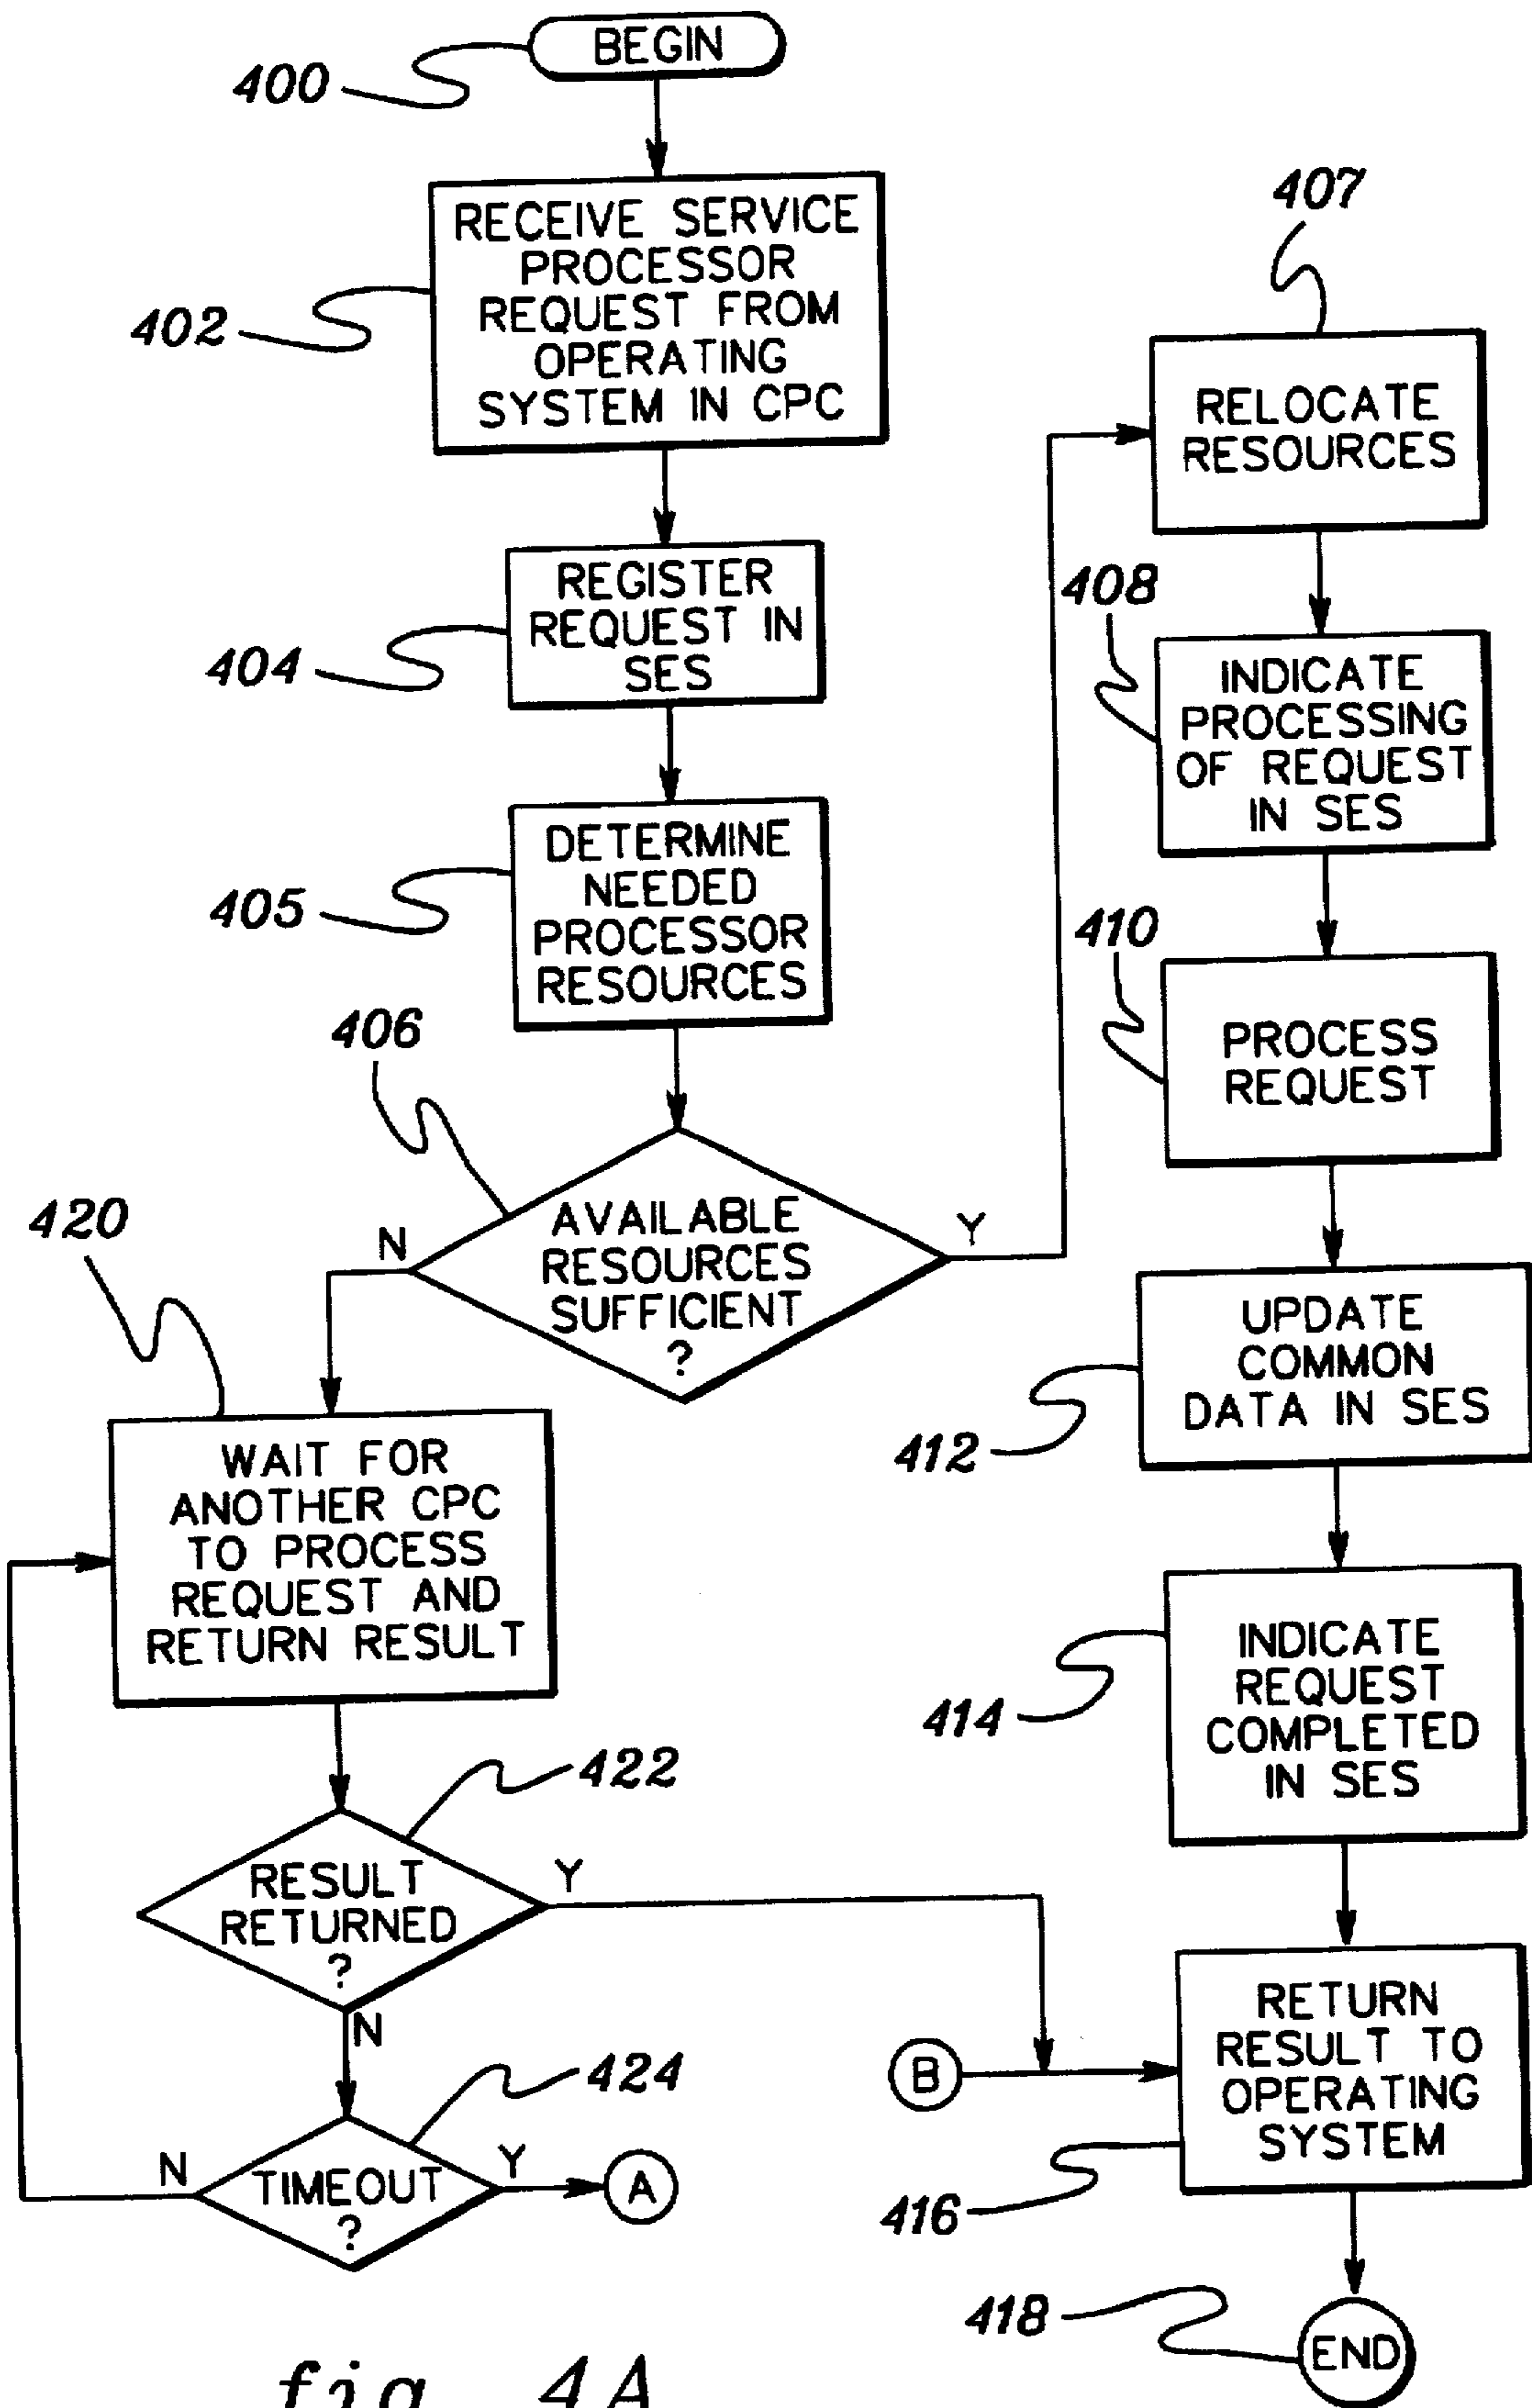 BEGIN
400
RECEIVE SERVICE
PROCESSOR
REQUEST FROM
OPERATING
SYSTEM IN CPC
402
REGISTER
REQUEST IN
SES
404
DETERMINE
NEEDED
PROCESSOR
RESOURCES
405
406
AVAILABLE
RESOURCES
SUFFICIENT
?
N
Y
420
WAIT FOR
ANOTHER CPC
TO PROCESS
REQUEST AND
RETURN RESULT
422
RESULT
RETURNED
?
Y
N
424
TIMEOUT
?
N
Y
A
407
RELOCATE
RESOURCES
408
INDICATE
PROCESSING
OF REQUEST
IN SES
410
PROCESS
REQUEST
UPDATE
COMMON
DATA IN SES
412
INDICATE
REQUEST
COMPLETED
IN SES
414
B
RETURN
RESULT TO
OPERATING
SYSTEM
416
418
END
fig. 4A